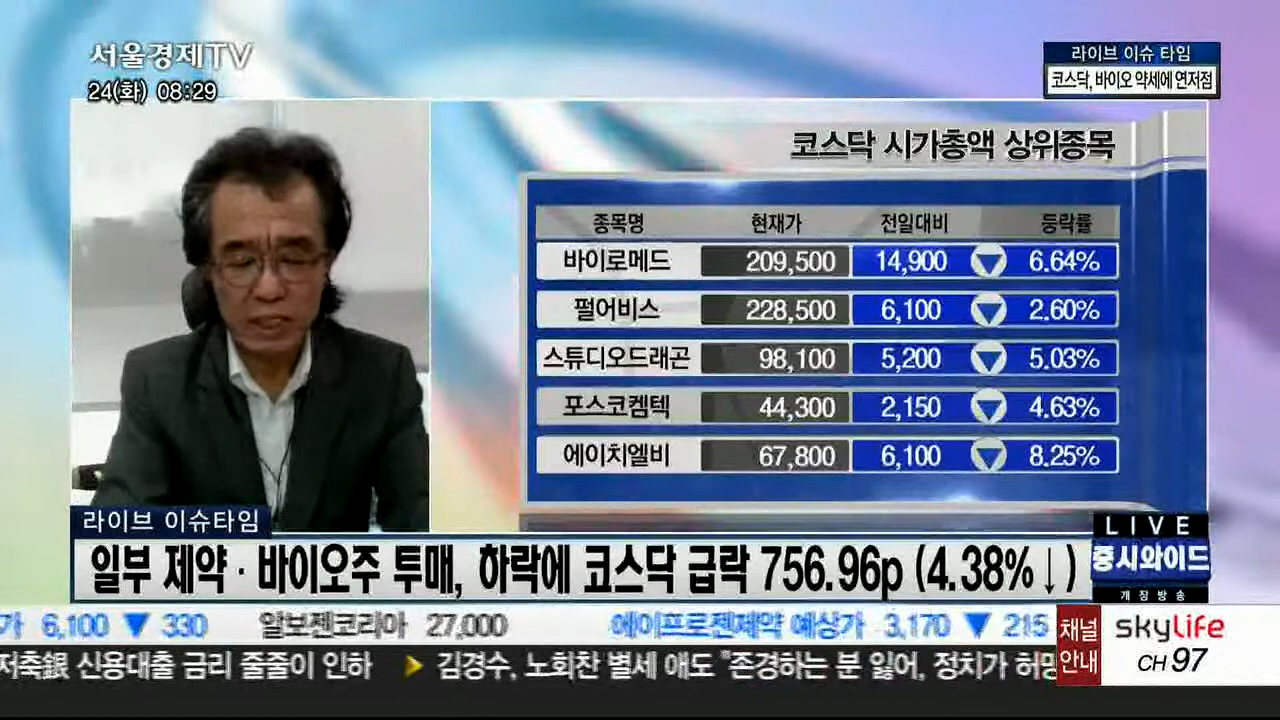 서울경제TV
24(화) 08:29
라이브 이슈 타임
코스닥, 바이오 약세에 연저점
코스닥 시가총액 상위종목
종목명 현재가 전일대비 등락률
바이로메드 209,500 14,900 ▼ 6.64%
펄어비스 228,500 6,100 ▼ 2.60%
스튜디오드래곤 98,100 5,200 ▼ 5.03%
포스코켐텍 44,300 2,150 ▼ 4.63%
에이치엘비 67,800 6,100 ▼ 8.25%
라이브 이슈타임
일부 제약·바이오주 투매, 하락에 코스닥 급락 756.96p (4.38%↓)
LIVE
증시와이드
개장방송
가 6,100 ▼ 330 알보젠코리아 27,000 에이프로젠제약 예상가 3,170 ▼ 215
저축銀 신용대출 금리 줄줄이 인하 김경수, 노회찬 별세 애도 "존경하는 분 잃어, 정치가 허망
채널
안내
skylife
CH 97